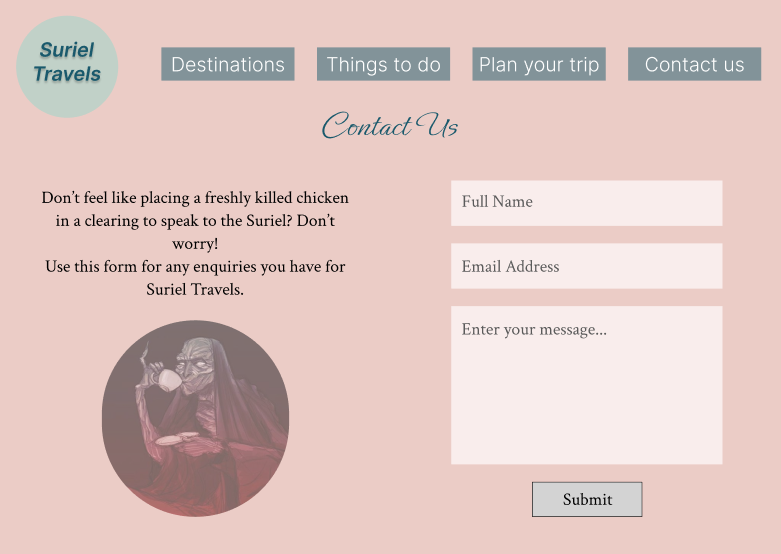 Suriel
Travels
Destinations
Things to do
Plan your trip
Contact us
Contact Us
Don’t feel like placing a freshly killed chicken
in a clearing to speak to the Suriel? Don’t
worry!
Use this form for any enquiries you have for
Suriel Travels.
Full Name
Email Address
Enter your message...
Submit